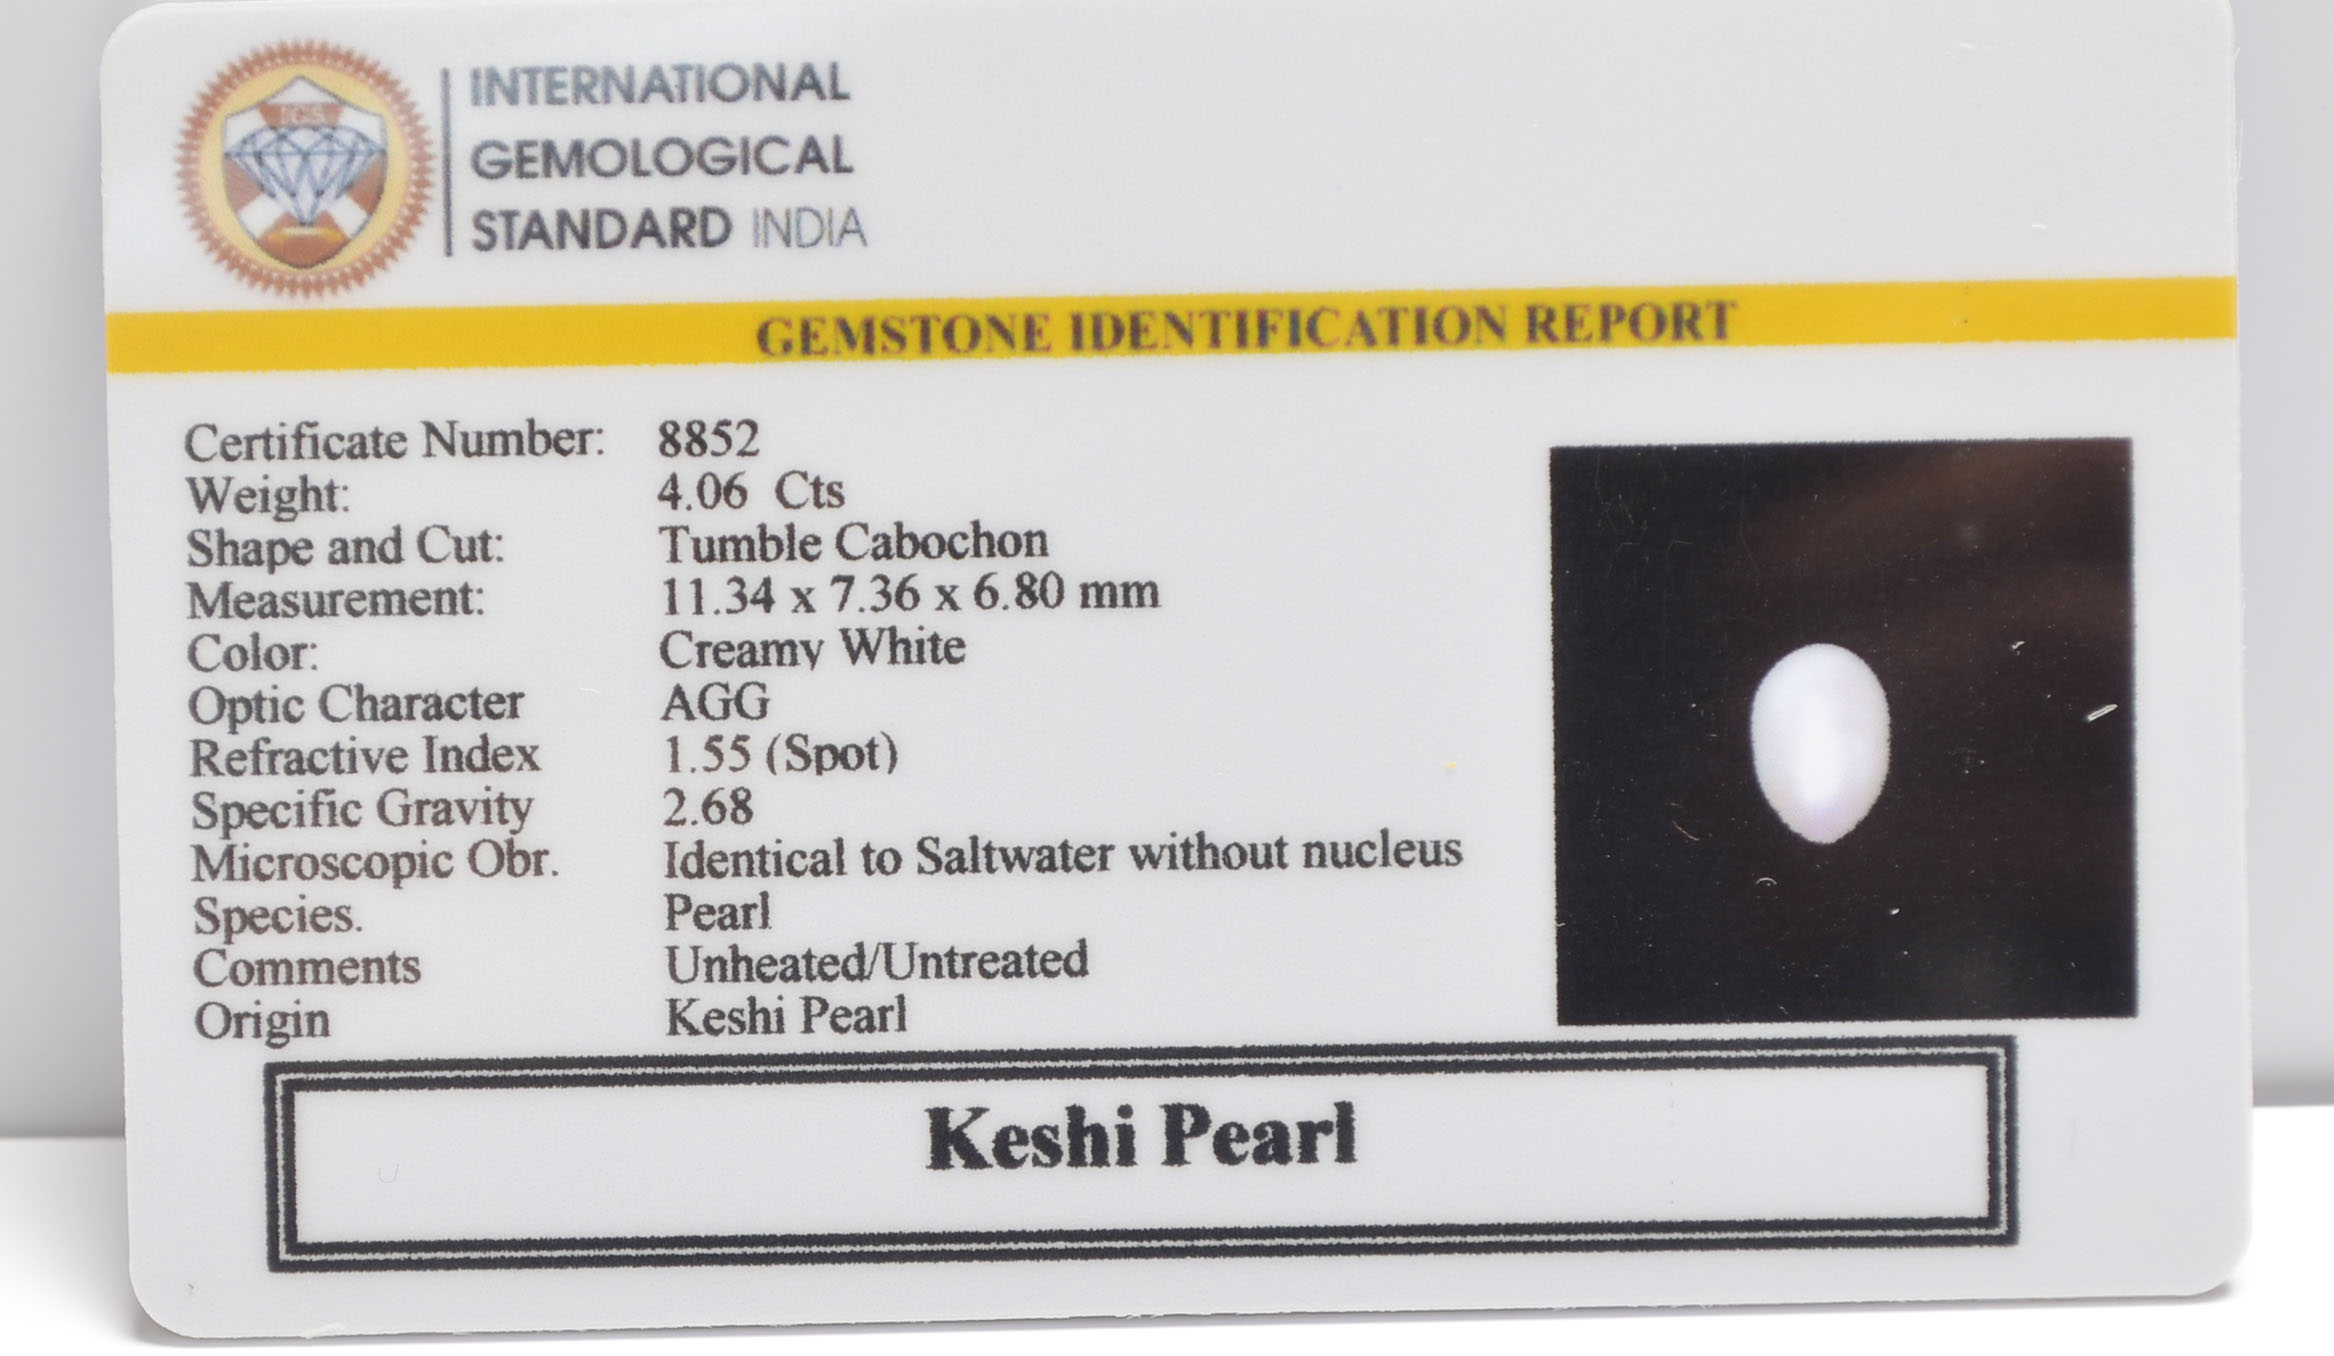 IGIS
INTERNATIONAL
GEMOLOGICAL
STANDARD INDIA
GEMSTONE IDENTIFICATION REPORT
Certificate Number: 8852
Weight: 4.06 Cts
Shape and Cut: Tumble Cabochon
Measurement: 11.34 x 7.36 x 6.80 mm
Color: Creamy White
Optic Character AGG
Refractive Index 1.55 (Spot)
Specific Gravity 2.68
Microscopic Obr. Identical to Saltwater without nucleus
Species. Pearl
Comments Unheated/Untreated
Origin Keshi Pearl
Keshi Pearl